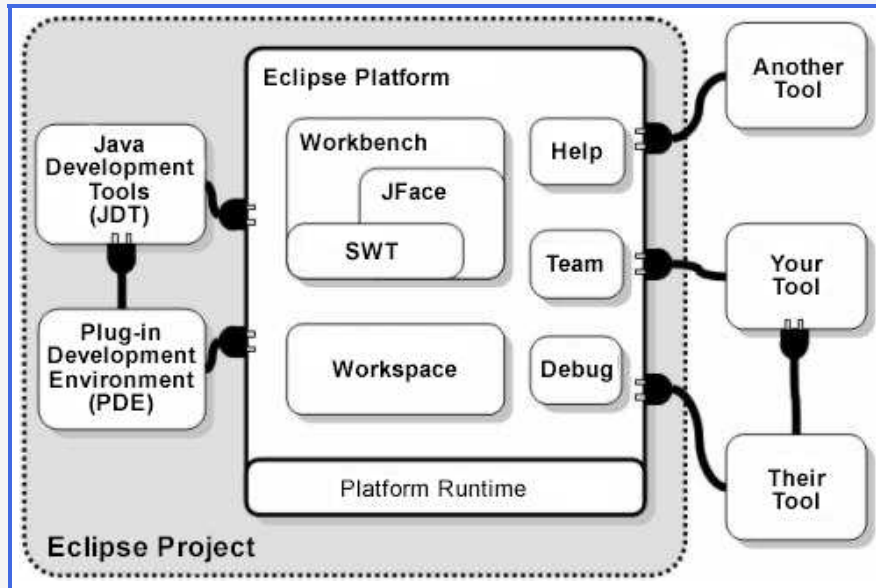 Eclipse Platform
Another
Tool
Java
Development
Tools
(JDT)
Workbench
JFace
SWT
Help
Team
Your
Tool
Plug-in
Development
Environment
(PDE)
Workspace
Debug
Their
Tool
Platform Runtime
Eclipse Project